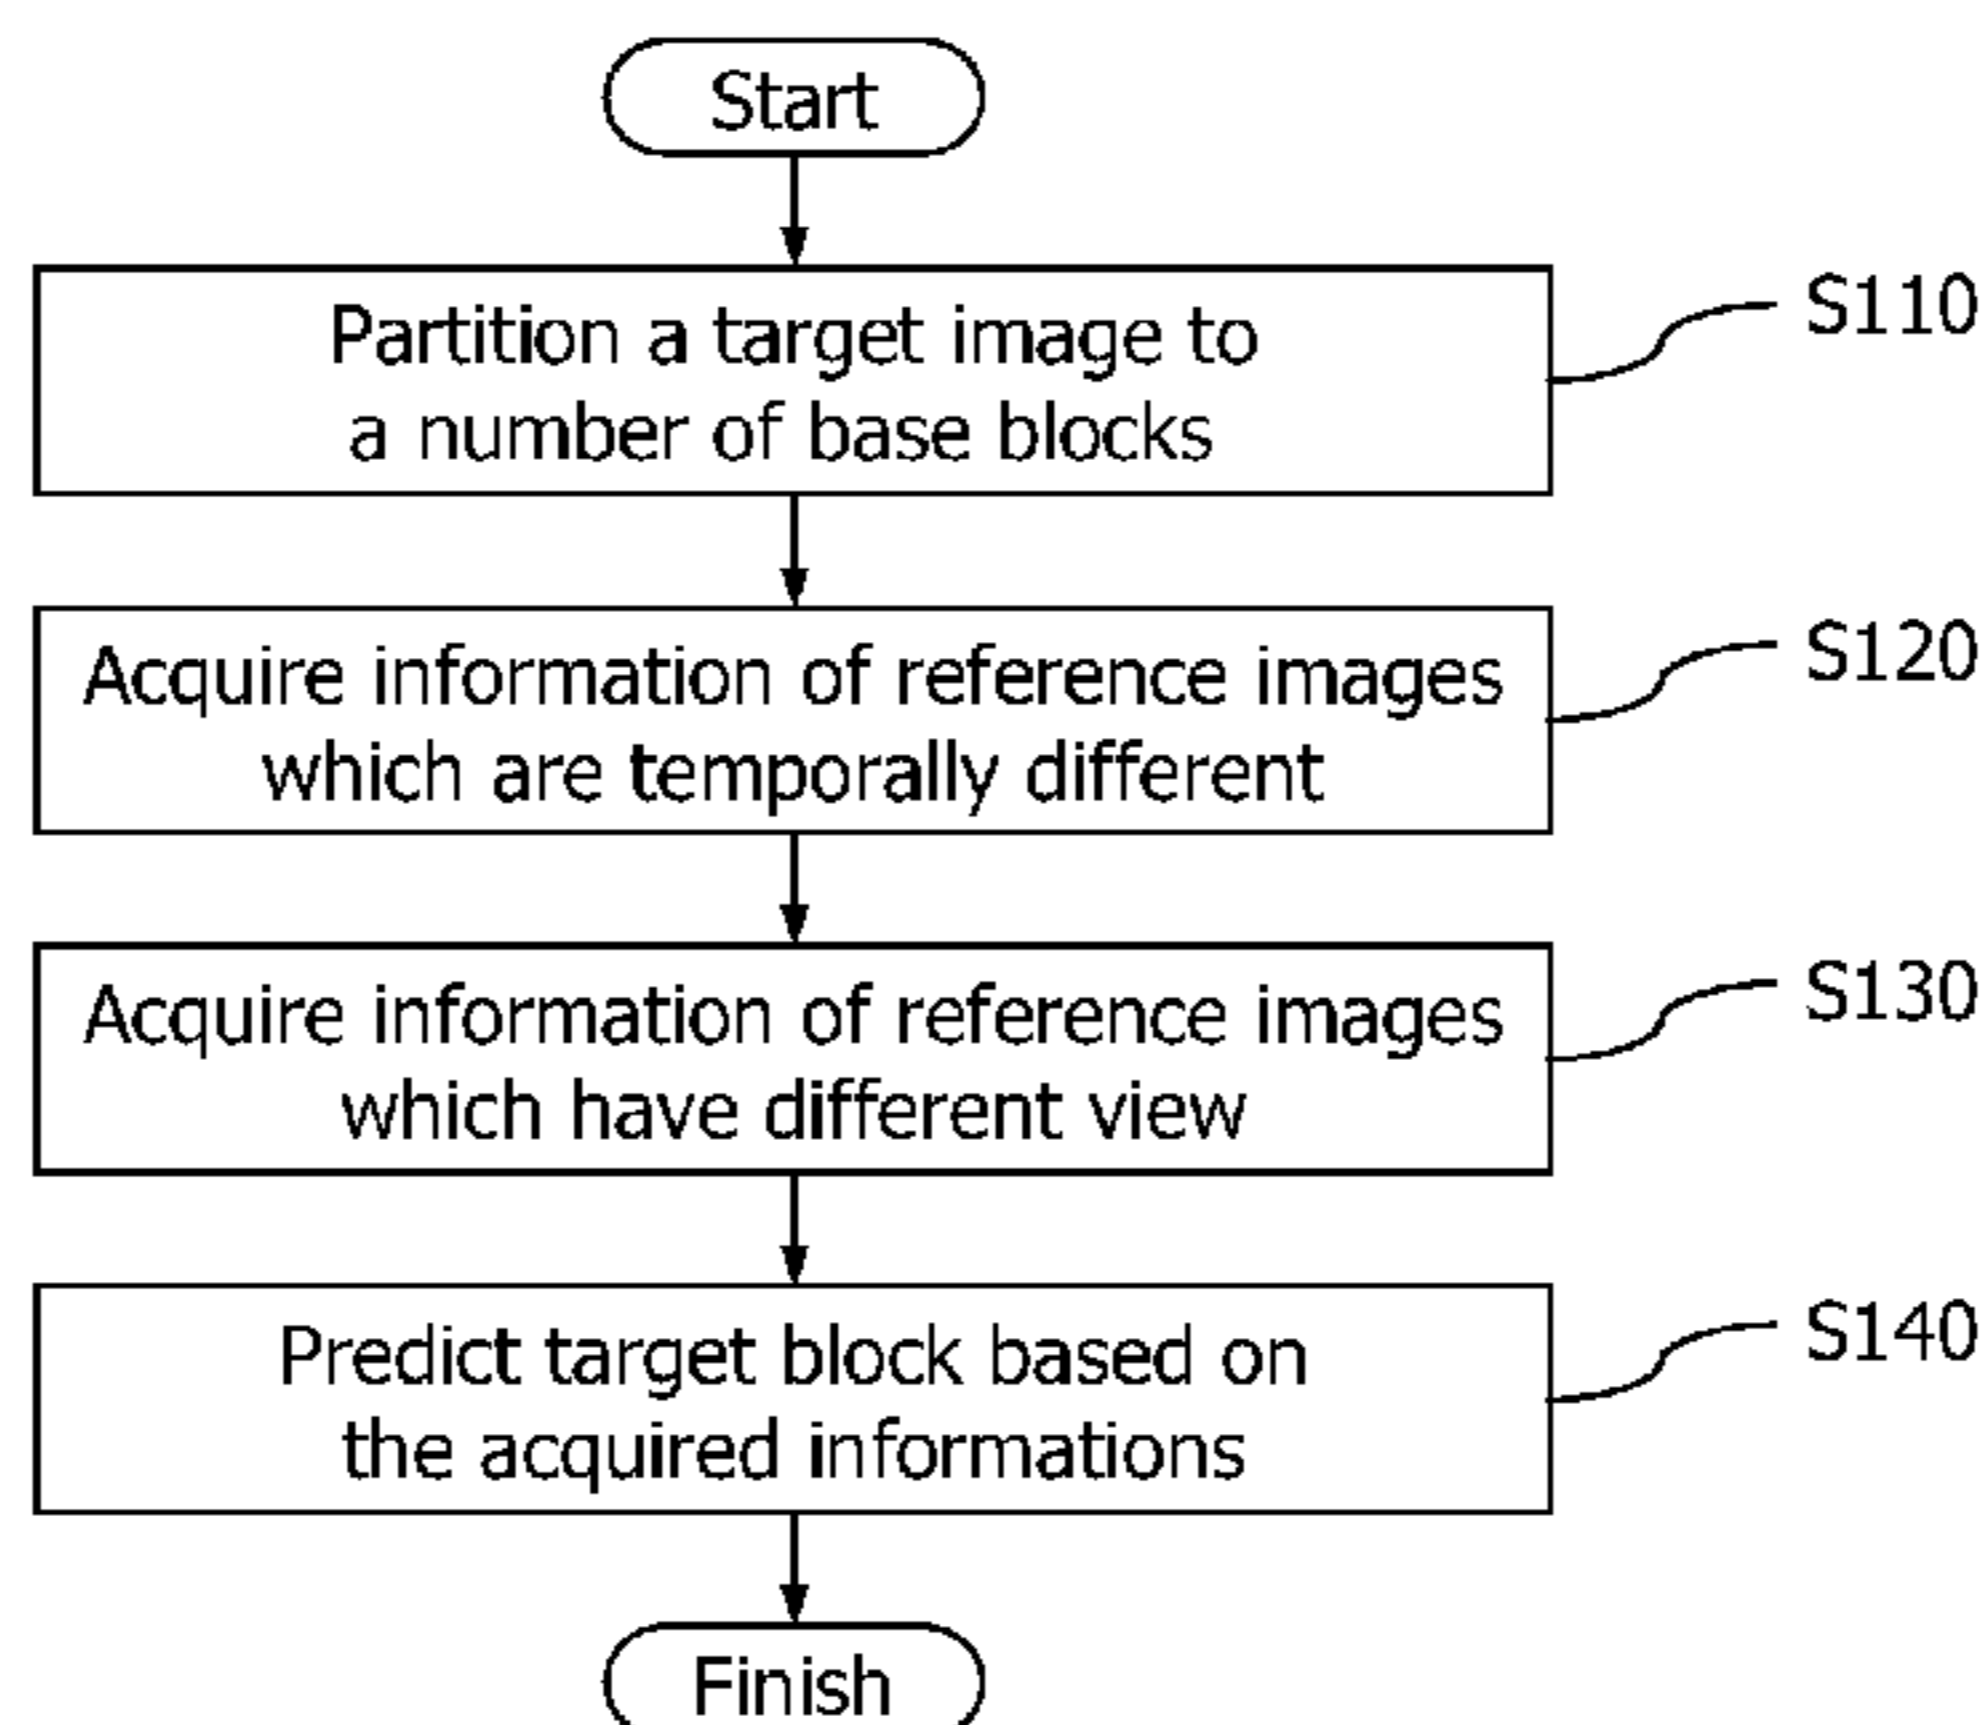 Start
Partition a target image to
a number of base blocks
S110
Acquire information of reference images
which are temporally different
S120
Acquire information of reference images
which have different view
S130
Predict target block based on
the acquired informations
S140
Finish